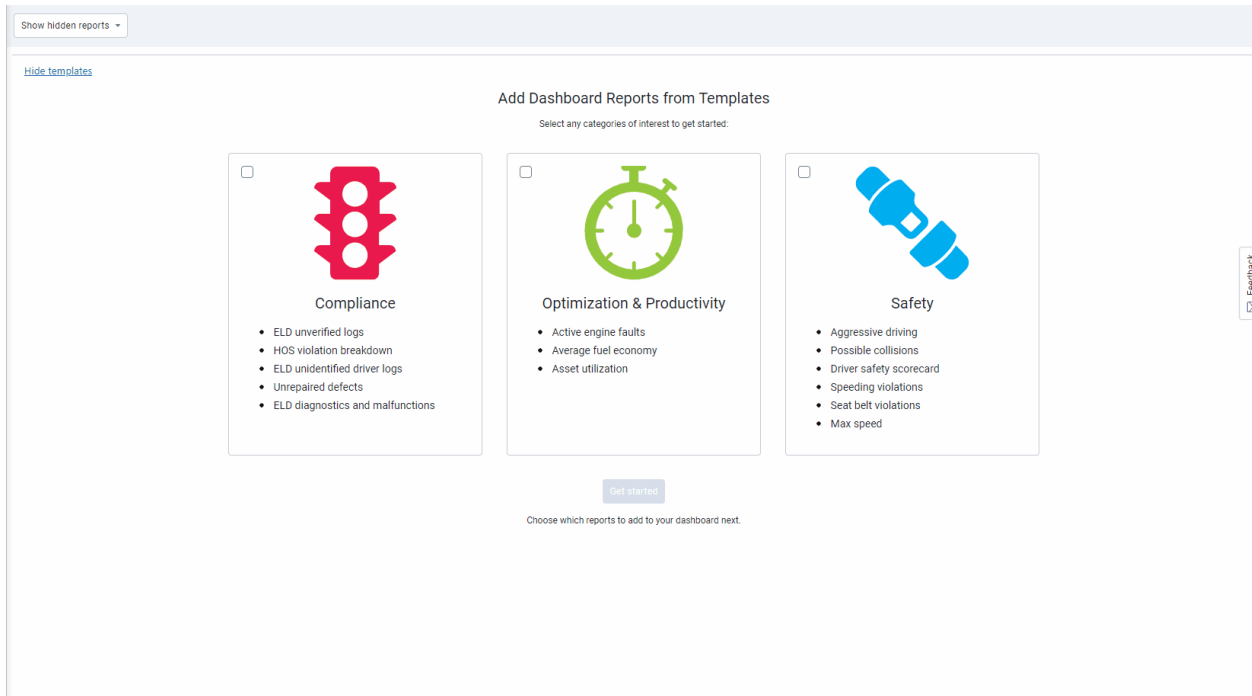 Show hidden reports
Hide templates
Add Dashboard Reports from Templates
Select any categories of interest to get started:
Compliance
ELD unverified logs
HOS violation breakdown
ELD unidentified driver logs
Unrepaired defects
ELD diagnostics and malfunctions
Optimization & Productivity
Active engine faults
Average fuel economy
Asset utilization
Safety
Aggressive driving
Possible collisions
Driver safety scorecard
Speeding violations
Seat belt violations
Max speed
Get started
Choose which reports to add to your dashboard next.
Feedback